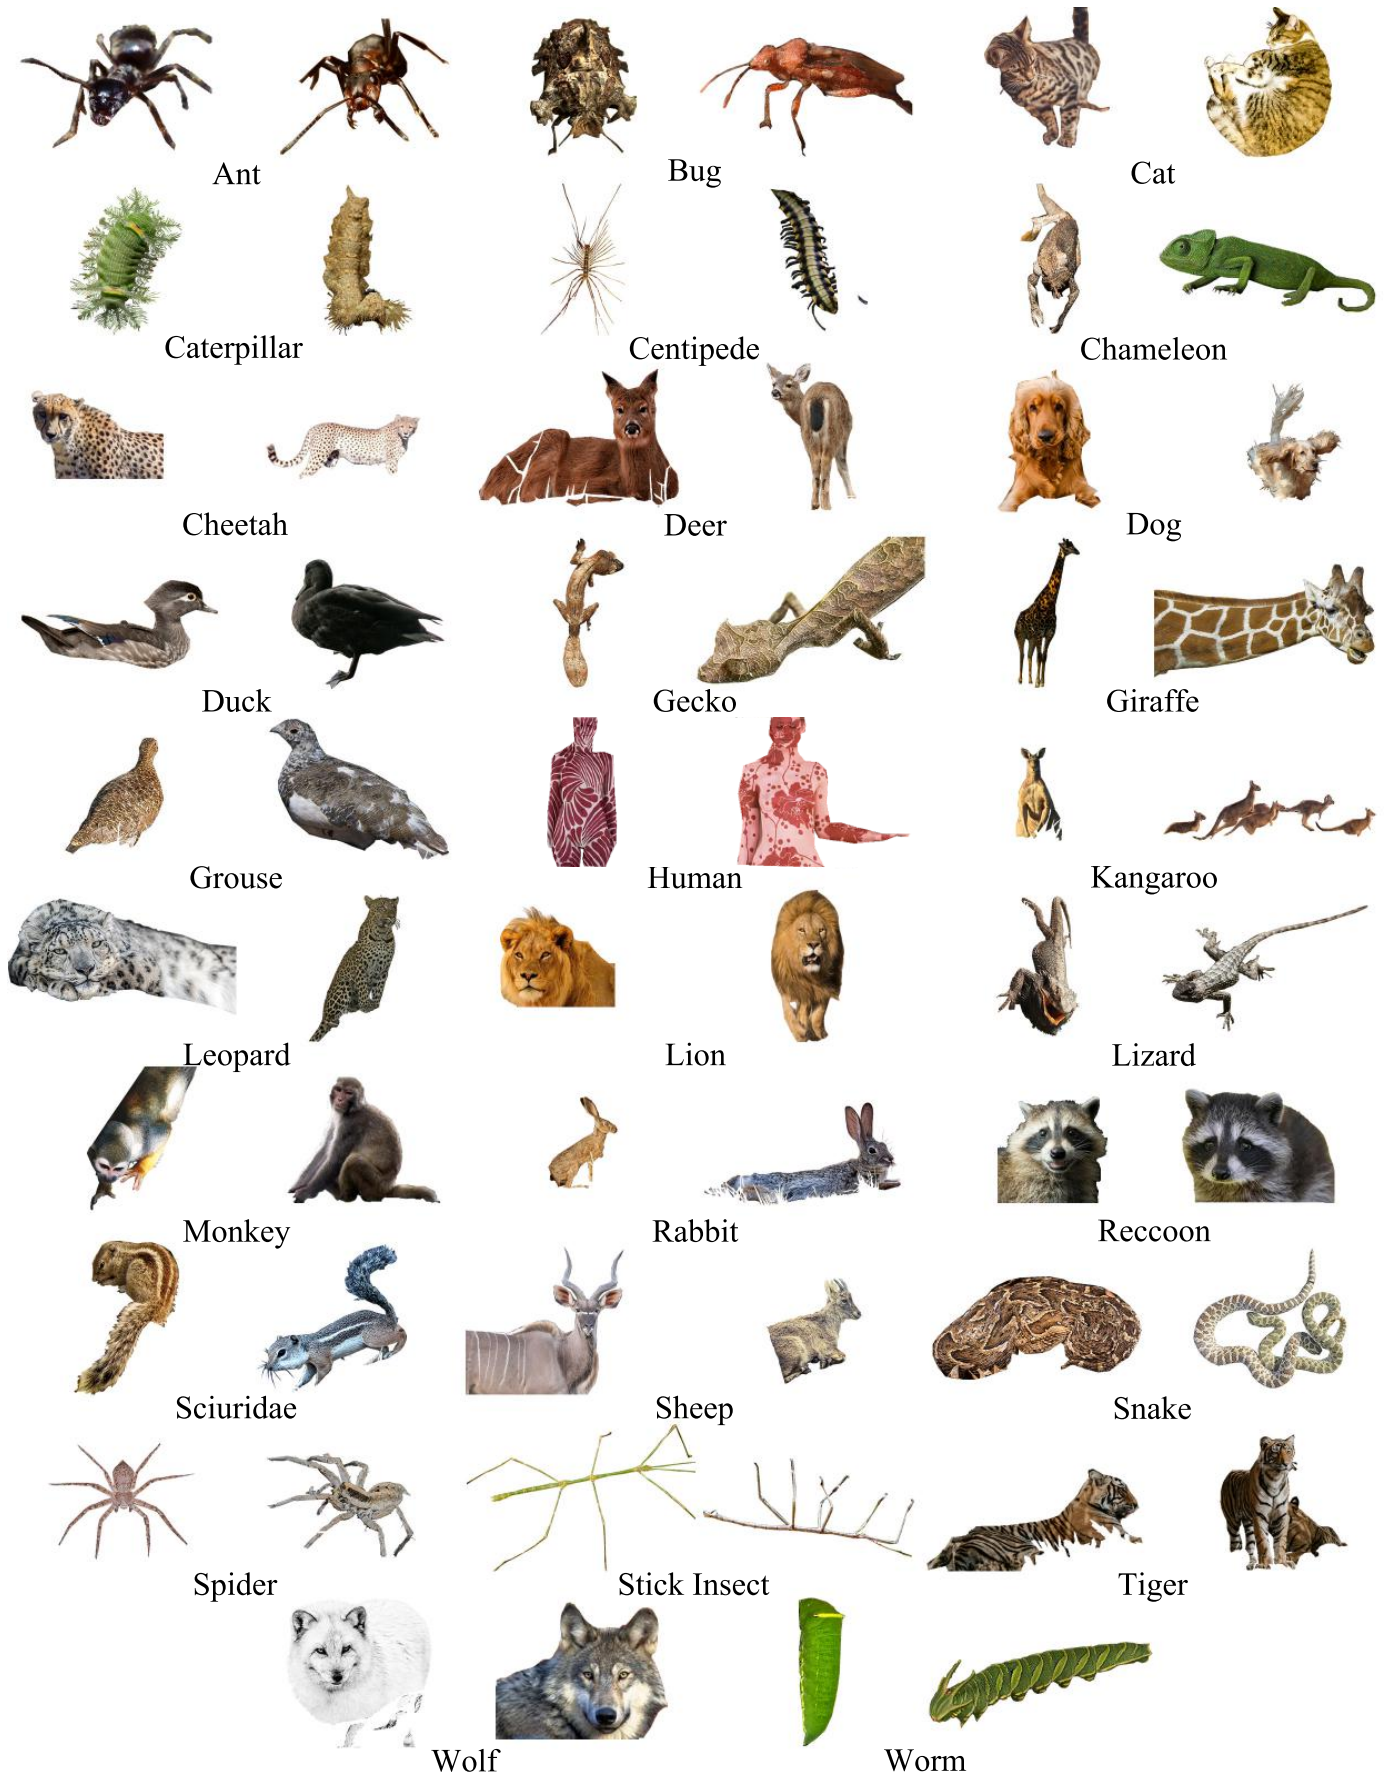 Ant
Bug
Cat
Caterpillar
Centipede
Chameleon
Cheetah
Deer
Dog
Duck
Gecko
Giraffe
Grouse
Human
Kangaroo
Leopard
Lion
Lizard
Monkey
Rabbit
Reccoon
Sciuridae
Sheep
Snake
Spider
Stick Insect
Tiger
Wolf
Worm